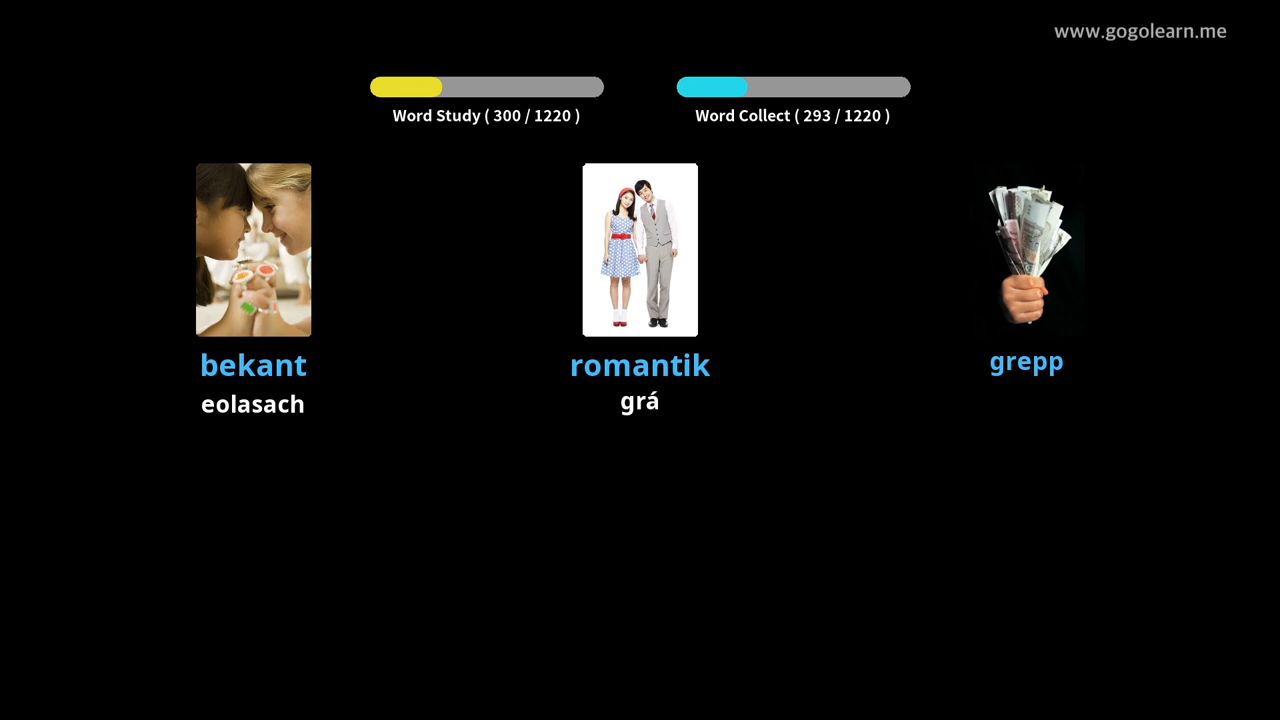 www.gogolearn.me
Word Study ( 300 / 1220 )
Word Collect ( 293 / 1220 )
bekant
eolasach
romantik
grá
grepp